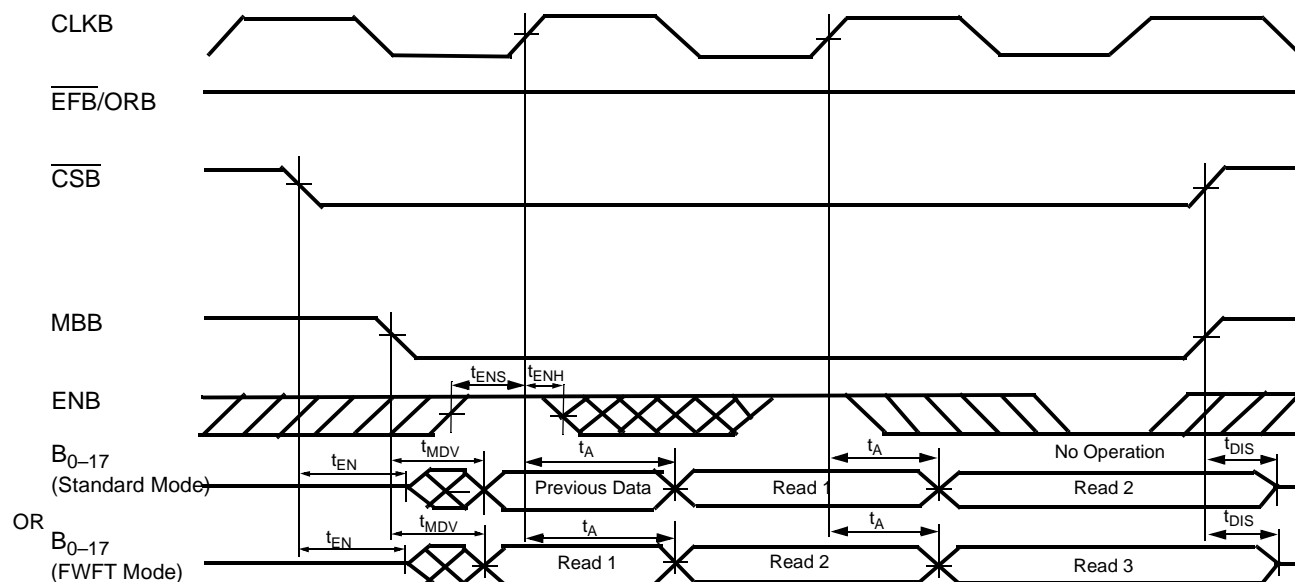 CLKB
EFB/ORB
CSB
MBB
tENS tENH
ENB
tMDV tA tA No Operation tDIS
B0–17
tEN
(Standard Mode) Previous Data Read 1 Read 2
OR
tMDV tA tA tDIS
B0–17
tEN
(FWFT Mode) Read 1 Read 2 Read 3